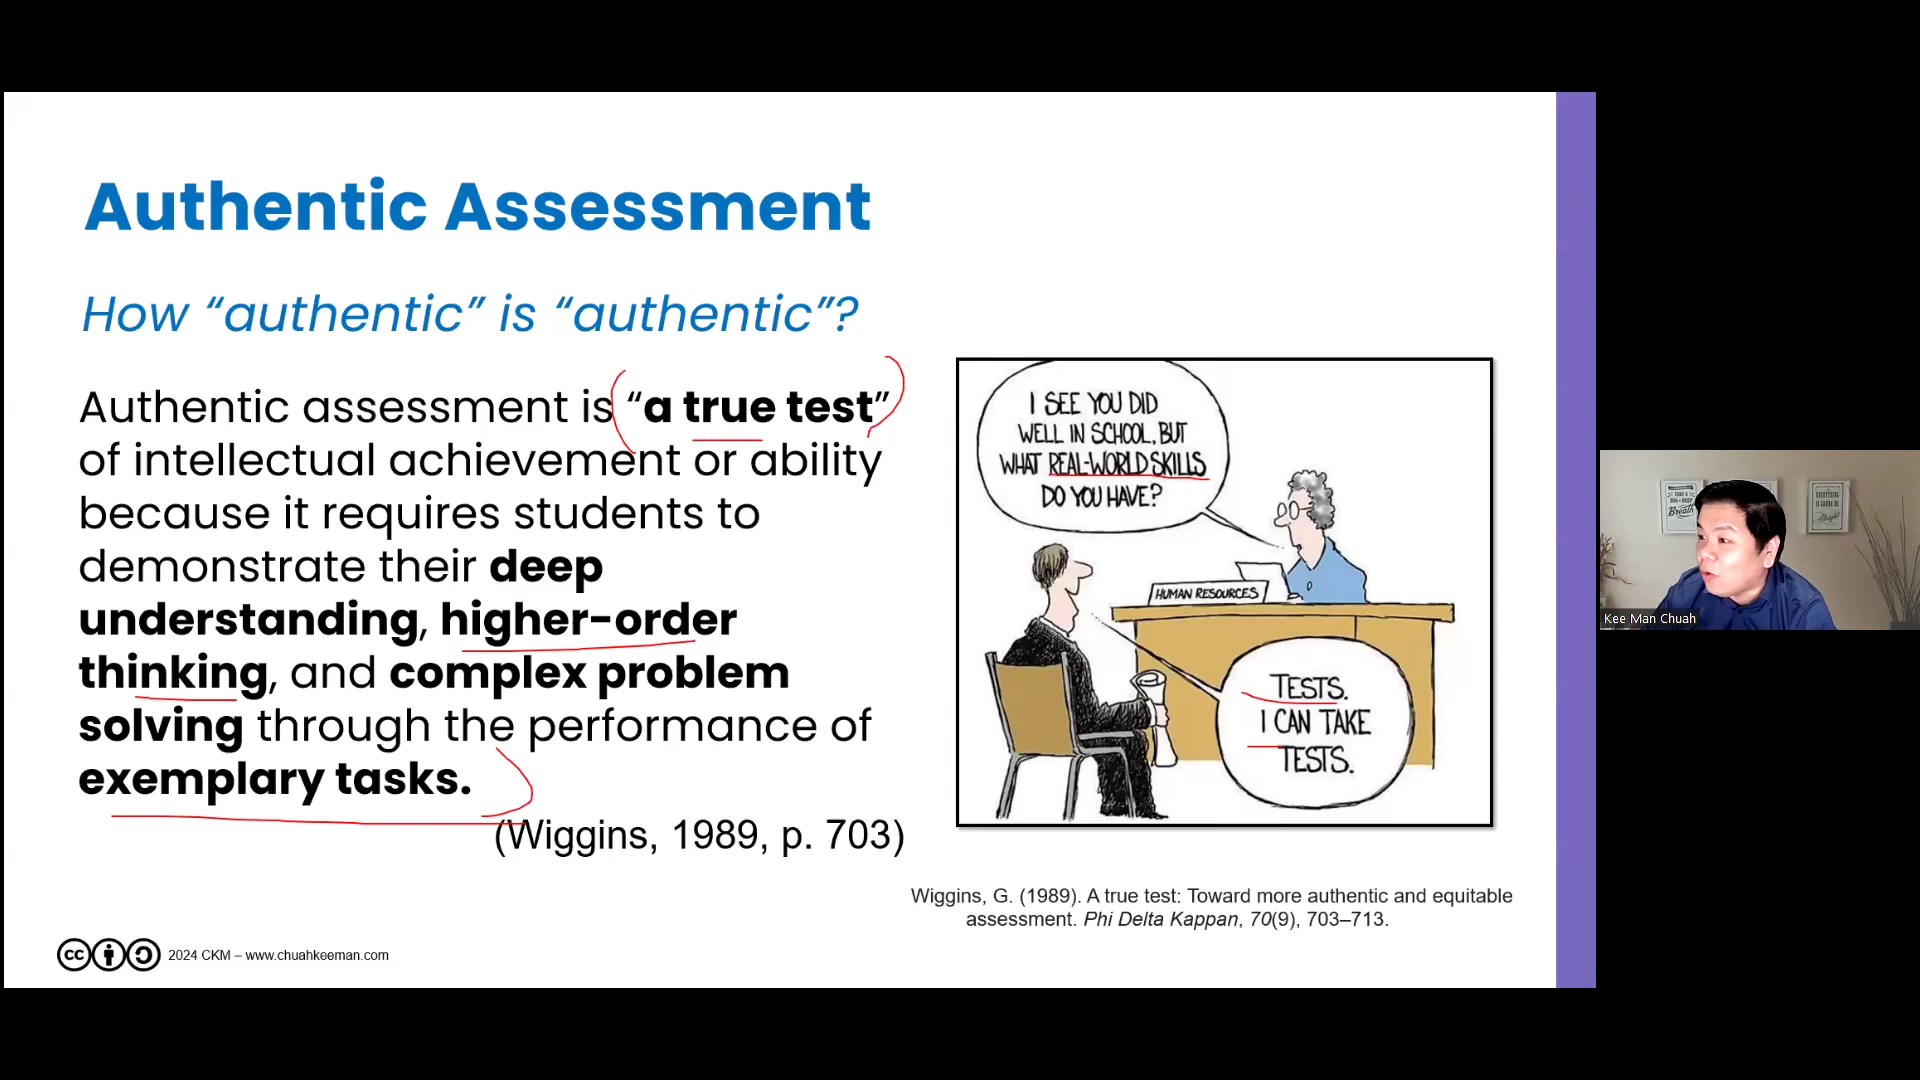 Authentic Assessment
How “authentic” is “authentic”?
Authentic assessment is “a true test”
of intellectual achievement or ability
because it requires students to
demonstrate their deep
understanding, higher-order
thinking, and complex problem
solving through the performance of
exemplary tasks.
(Wiggins, 1989, p. 703)
I SEE YOU DID
WELL IN SCHOOL, BUT
WHAT REAL-WORLD SKILLS
DO YOU HAVE?
HUMAN RESOURCES
TESTS.
I CAN TAKE
TESTS.
Wiggins, G. (1989). A true test: Toward more authentic and equitable
assessment. Phi Delta Kappan, 70(9), 703–713.
cc 2024 CKM – www.chuahkeeman.com
Breath
Alright
Kee Man Chuah